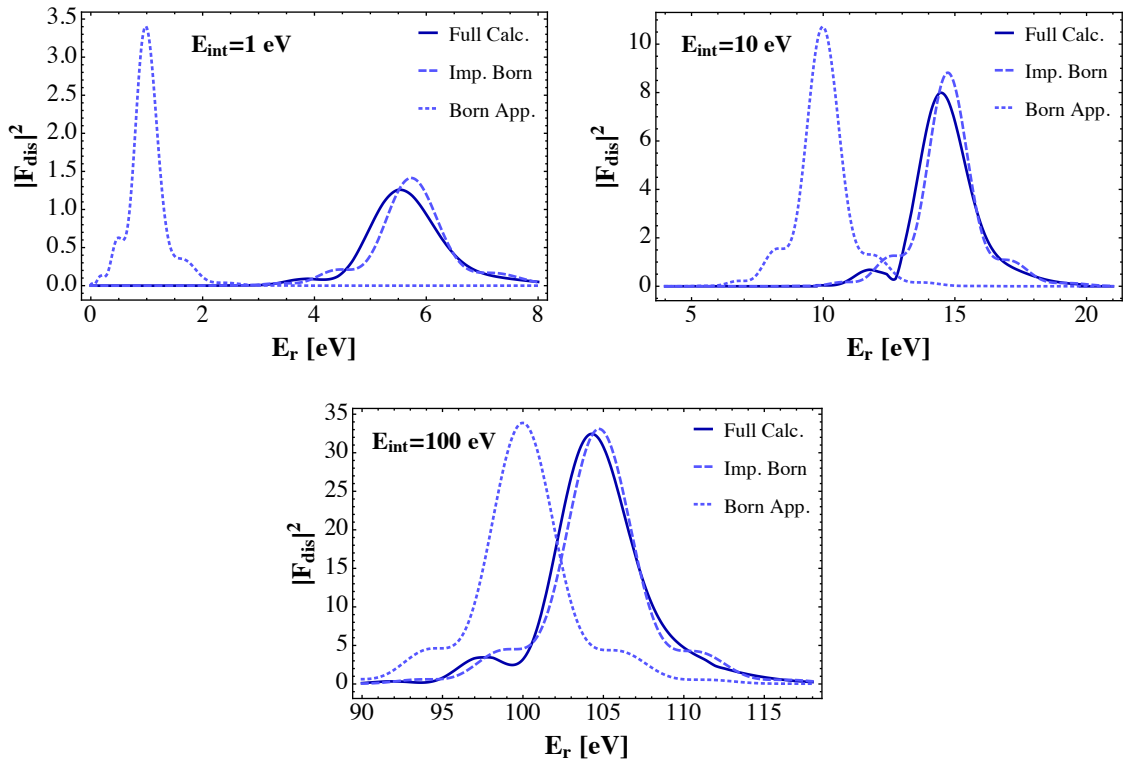 E_int=1 eV
Full Calc.
Imp. Born
Born App.
|F_dis|^2
3.5
3.0
2.5
2.0
1.5
1.0
0.5
0.0
0 2 4 6 8
E_r [eV]
E_int=10 eV
Full Calc.
Imp. Born
Born App.
|F_dis|^2
10
8
6
4
2
0
5 10 15 20
E_r [eV]
E_int=100 eV
Full Calc.
Imp. Born
Born App.
|F_dis|^2
35
30
25
20
15
10
5
0
90 95 100 105 110 115
E_r [eV]